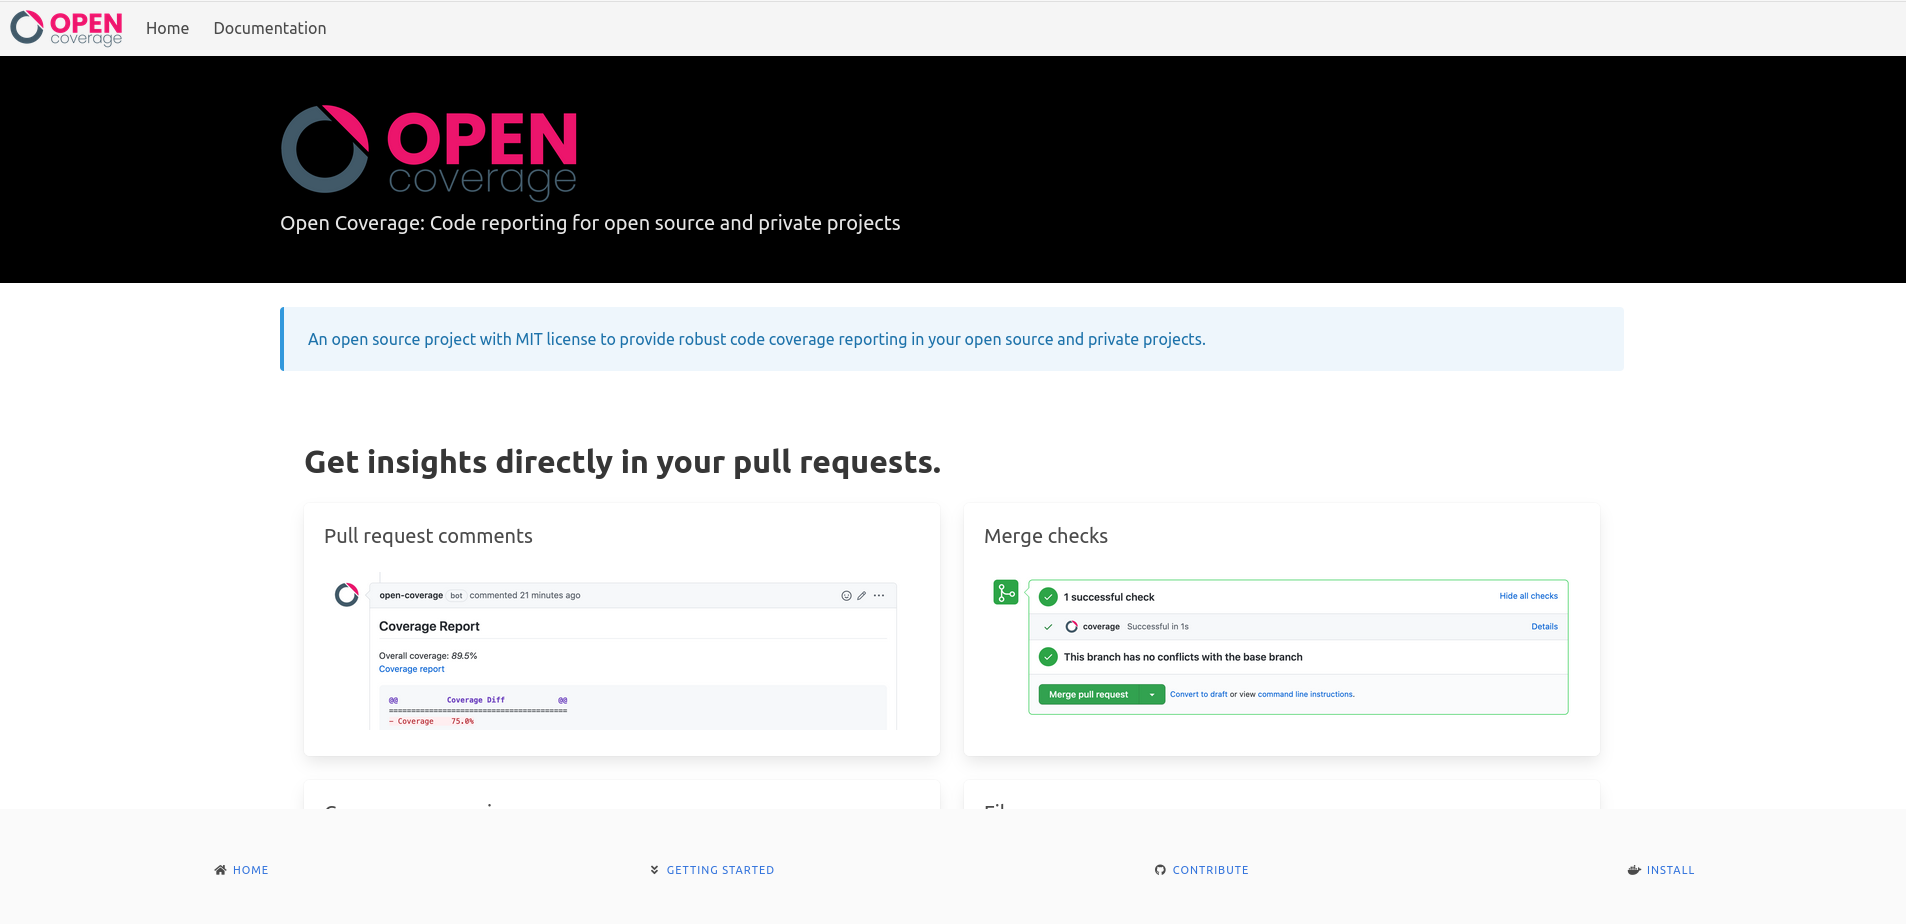 OPEN
coverage
Home
Documentation
OPEN
coverage
Open Coverage: Code reporting for open source and private projects
An open source project with MIT license to provide robust code coverage reporting in your open source and private projects.
Get insights directly in your pull requests.
Pull request comments
open-coverage bot commented 21 minutes ago
Coverage Report
Overall coverage: 89.5%
Coverage report
@@ Coverage Diff @@
========================================
- Coverage 75.0%
Merge checks
1 successful check
Hide all checks
coverage Successful in 1s
Details
This branch has no conflicts with the base branch
Merge pull request
Convert to draft or view command line instructions.
HOME
GETTING STARTED
CONTRIBUTE
INSTALL